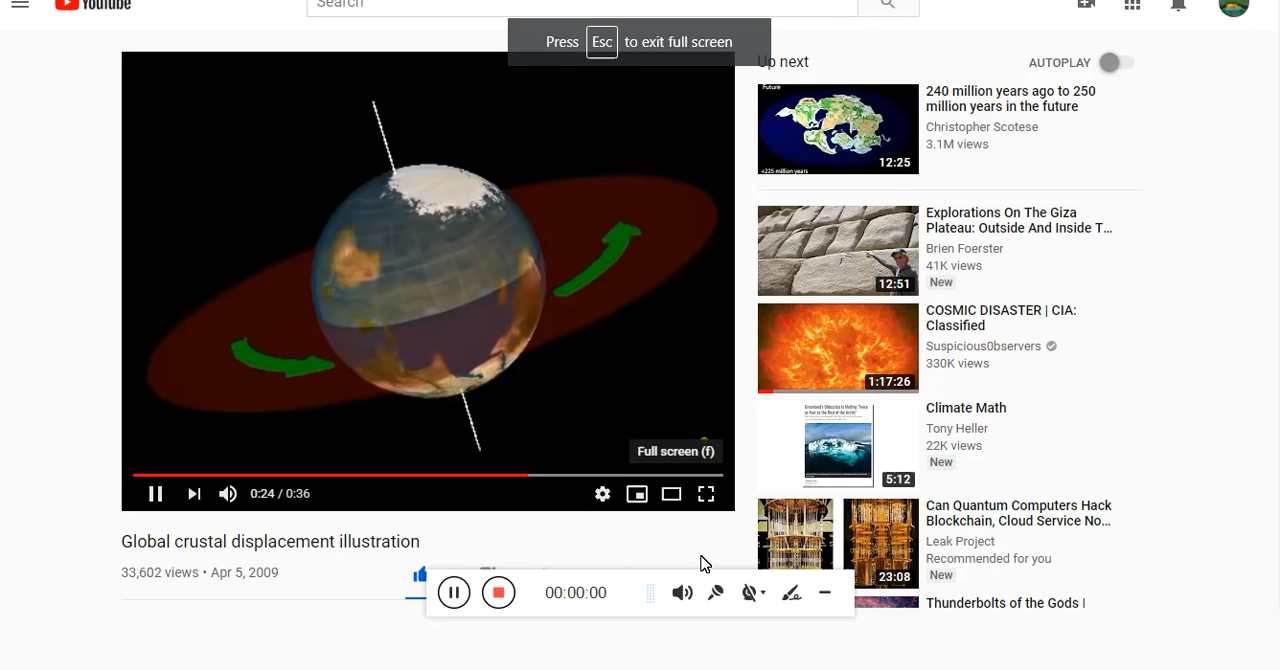 YouTube
Search
Press Esc to exit full screen
Up next
AUTOPLAY
Future
+225 million years
12:25
240 million years ago to 250
million years in the future
Christopher Scotese
3.1M views
12:51
Explorations On The Giza
Plateau: Outside And Inside T...
Brien Foerster
41K views
New
1:17:26
COSMIC DISASTER | CIA:
Classified
Suspicious0bservers
330K views
5:12
Climate Math
Tony Heller
22K views
New
23:08
Can Quantum Computers Hack
Blockchain, Cloud Service No...
Leak Project
Recommended for you
New
Thunderbolts of the Gods |
Full screen (f)
0:24 / 0:36
Global crustal displacement illustration
33,602 views • Apr 5, 2009
00:00:00